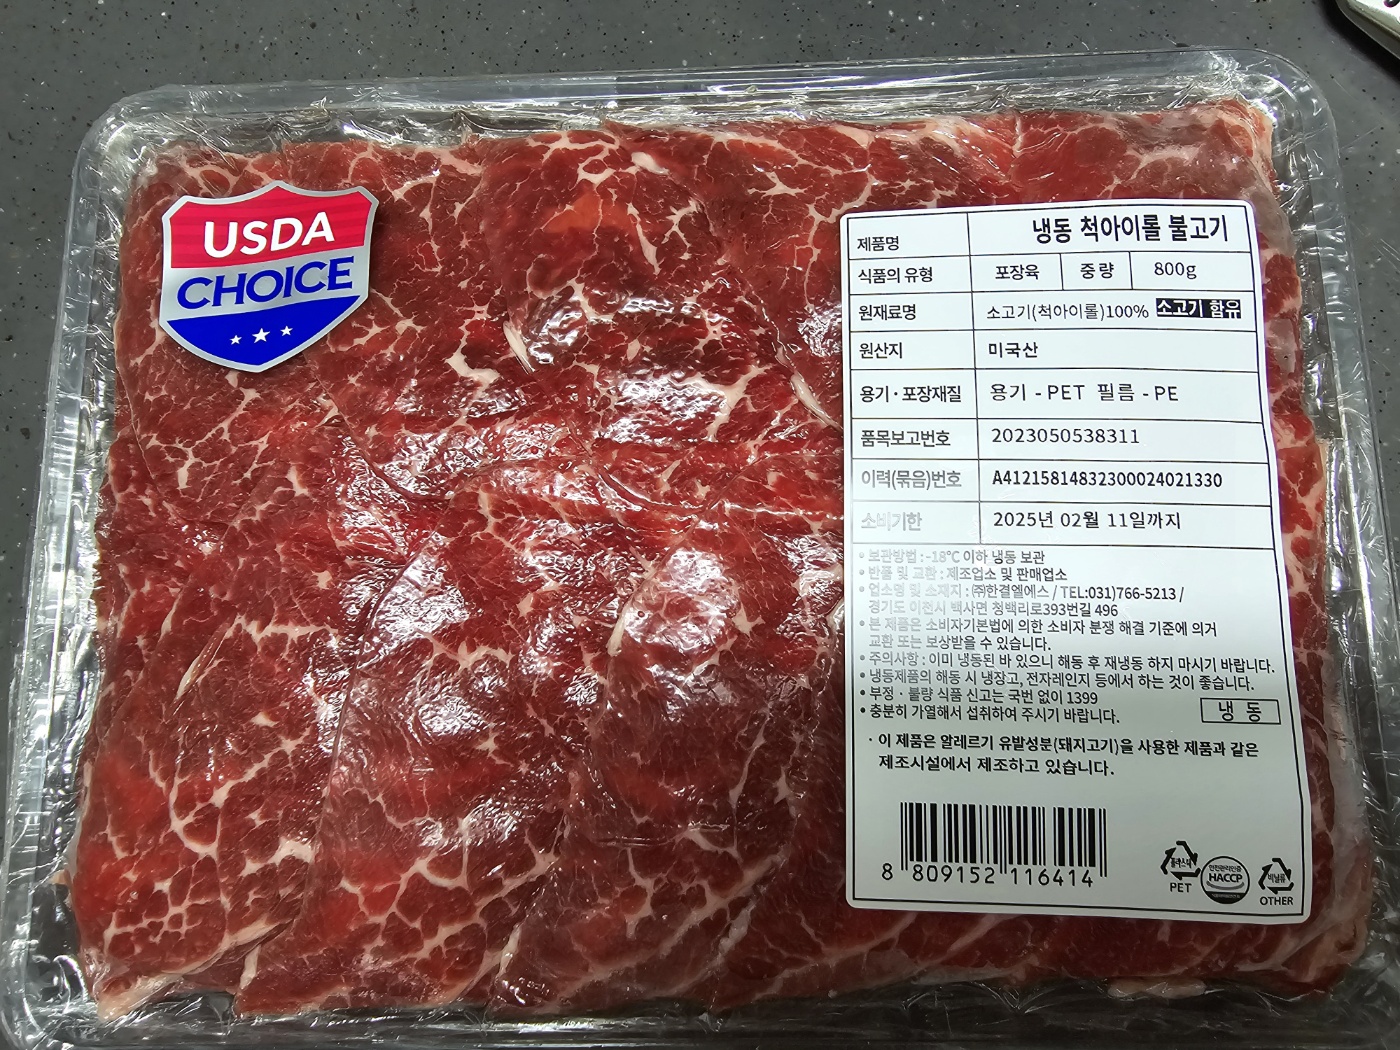 USDA
CHOICE
제품명 냉동 척아이롤 불고기
식품의 유형 포장육 중량 800g
원재료명 소고기(척아이롤)100% 소고기 함유
원산지 미국산
용기·포장재질 용기 - PET 필름 - PE
품목보고번호 2023050538311
이력(묶음)번호 A41215814832300024021330
소비기한 2025년 02월 11일까지
• 보관방법 : -18℃ 이하 냉동 보관
• 반품 및 교환 : 제조업소 및 판매업소
• 업소명 및 소재지 : ㈜한결엘에스 / TEL:031)766-5213 /
경기도 이천시 백사면 청백리로393번길 496
• 본 제품은 소비자기본법에 의한 소비자 분쟁 해결 기준에 의거
교환 또는 보상받을 수 있습니다.
• 주의사항 : 이미 냉동된 바 있으니 해동 후 재냉동 하지 마시기 바랍니다.
• 냉동제품의 해동 시 냉장고, 전자레인지 등에서 하는 것이 좋습니다.
• 부정 · 불량 식품 신고는 국번 없이 1399
• 충분히 가열해서 섭취하여 주시기 바랍니다.
냉 동
· 이 제품은 알레르기 유발성분(돼지고기)을 사용한 제품과 같은
제조시설에서 제조하고 있습니다.
8 809152 116414
플라스틱
PET
안전관리인증
HACCP
비닐류
OTHER